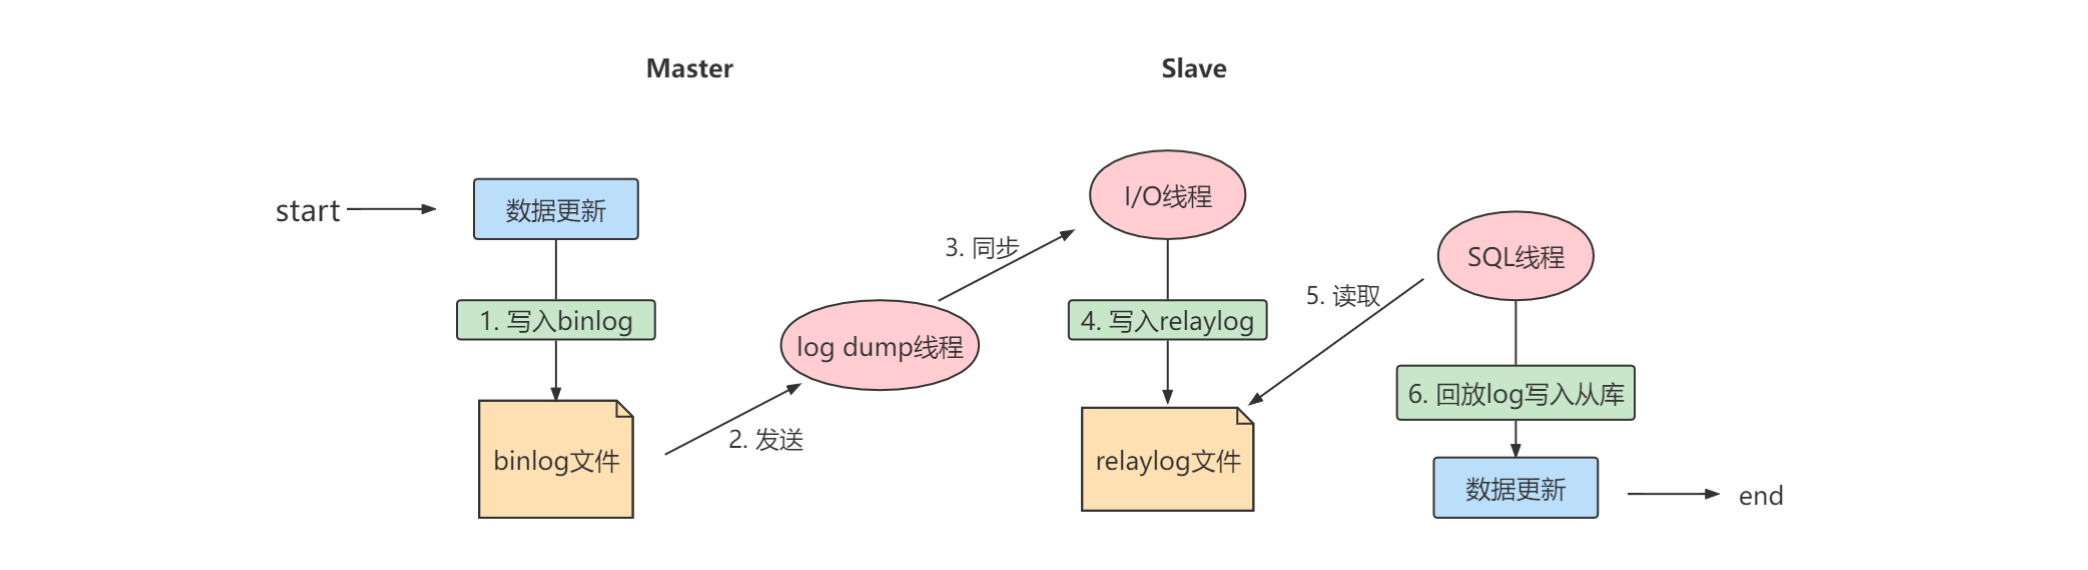 Master
Slave
start
数据更新
1. 写入binlog
binlog文件
2. 发送
log dump线程
3. 同步
I/O线程
4. 写入relaylog
relaylog文件
5. 读取
SQL线程
6. 回放log写入从库
数据更新
end